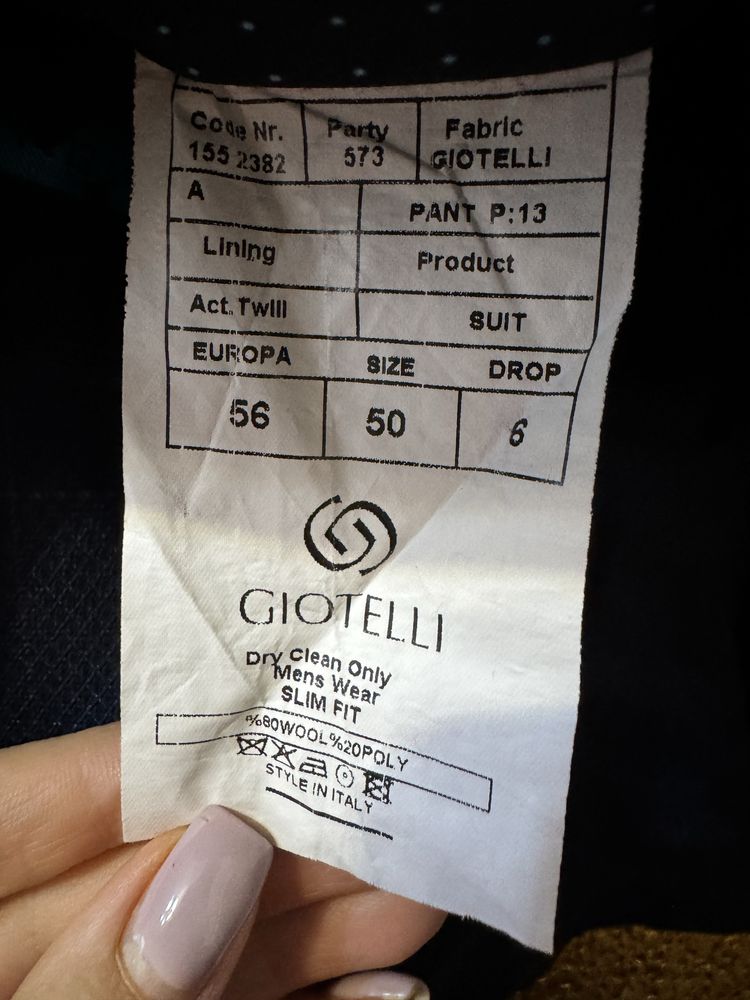 Code Nr. Party Fabric
155 2382 573 GIOTELLI
A PANT P:13
Lining Product
Act.Twill SUIT
EUROPA SIZE DROP
56 50 6
GIOTELLI
Dry Clean Only
Mens Wear
SLIM FIT
%80WOOL%20POLY
STYLE IN ITALY